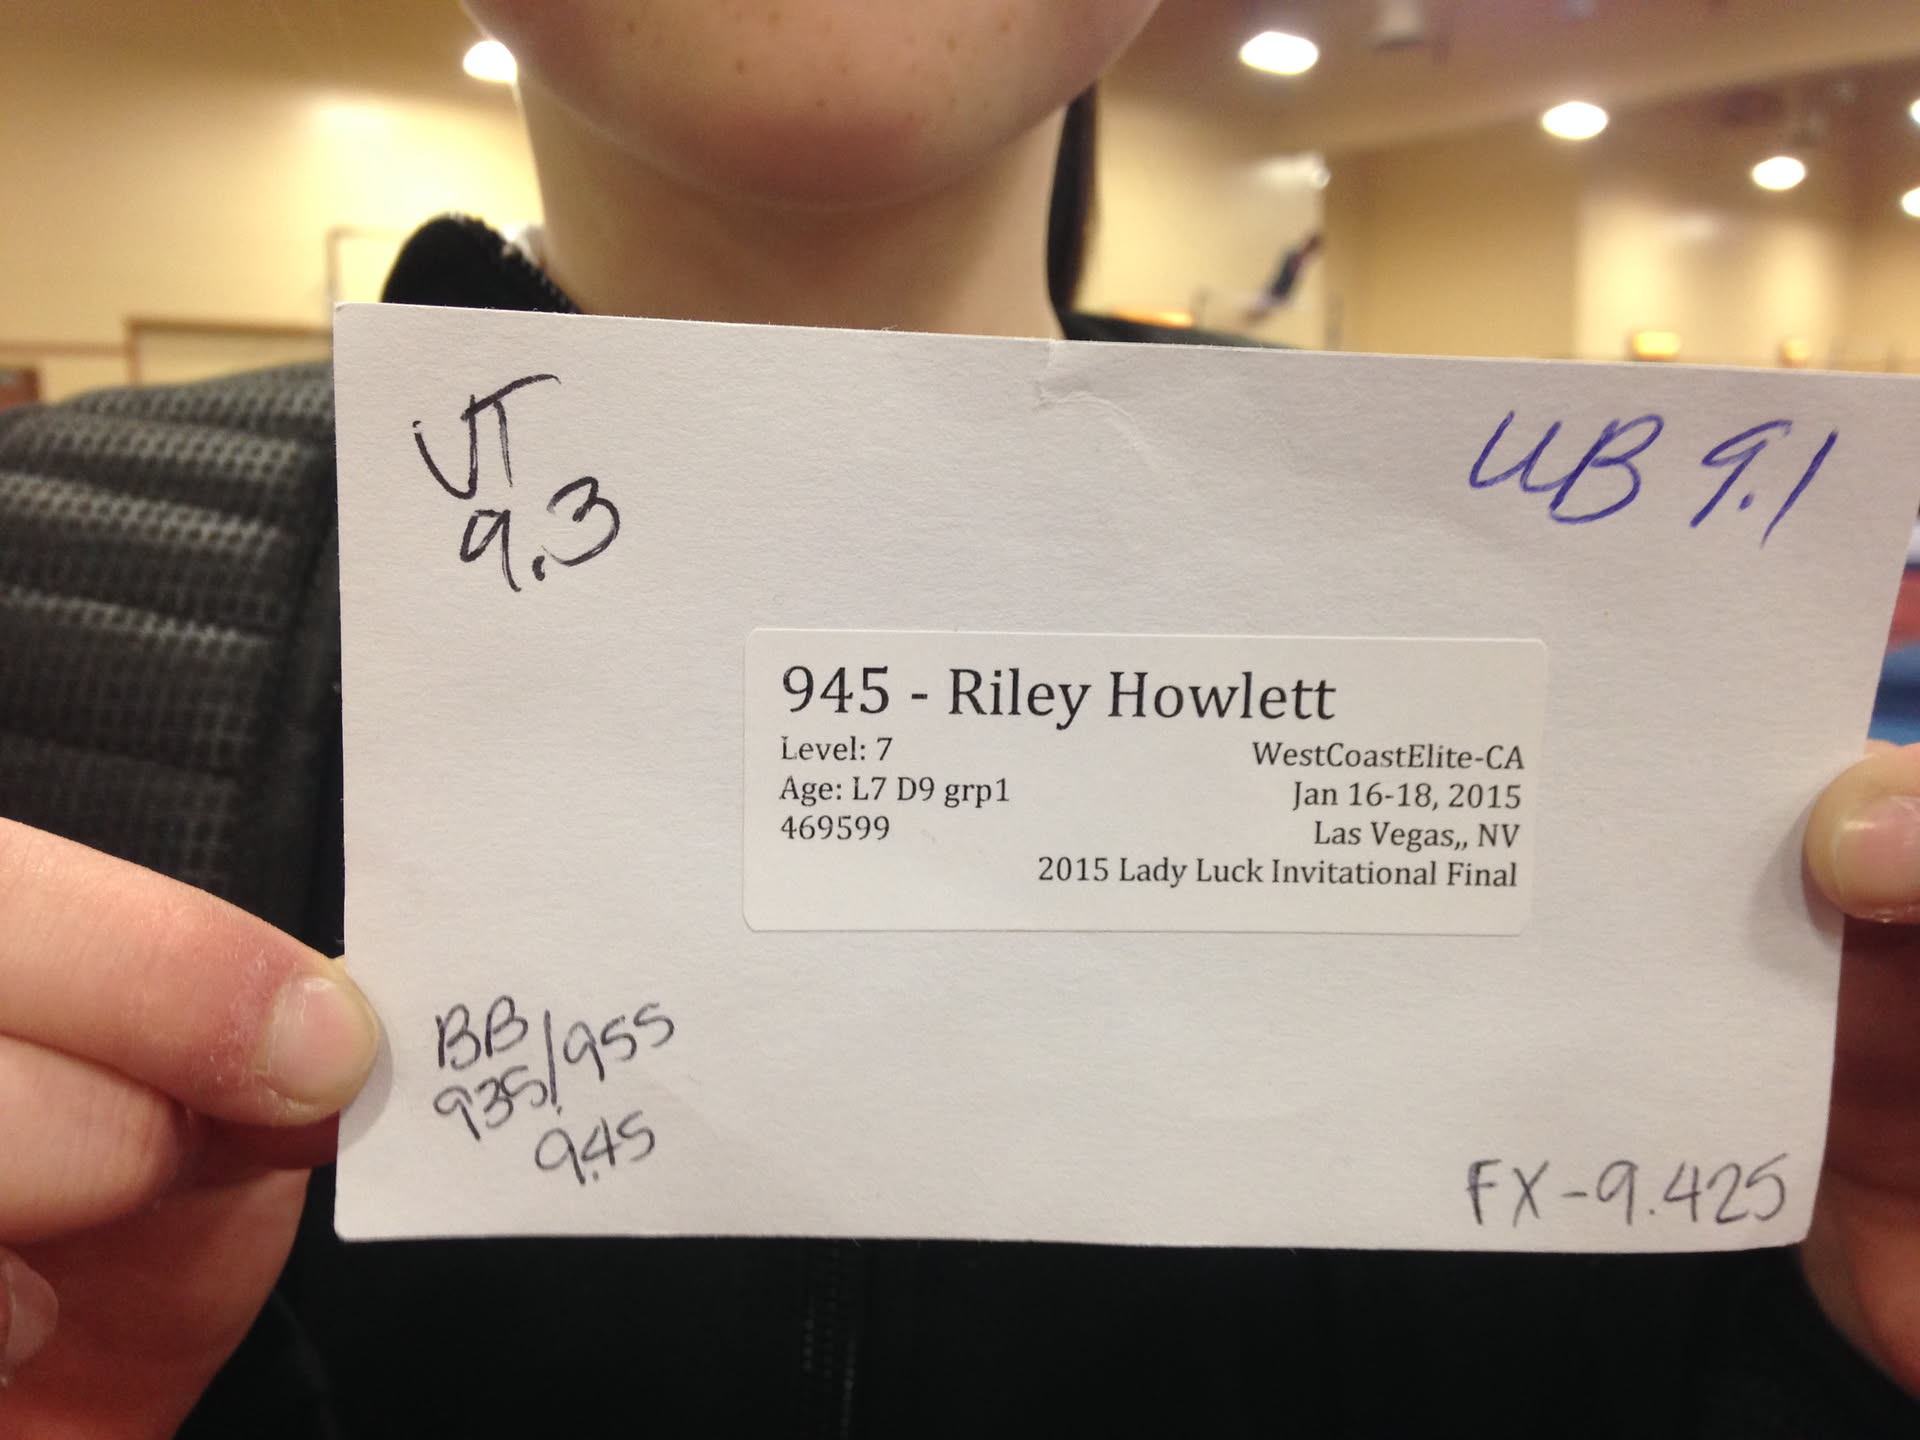 VT
9.3
UB 9.1
945 - Riley Howlett
Level: 7
WestCoastElite-CA
Age: L7 D9 grp1
Jan 16-18, 2015
469599
Las Vegas,, NV
2015 Lady Luck Invitational Final
BB
935/955
9.45
FX-9.425